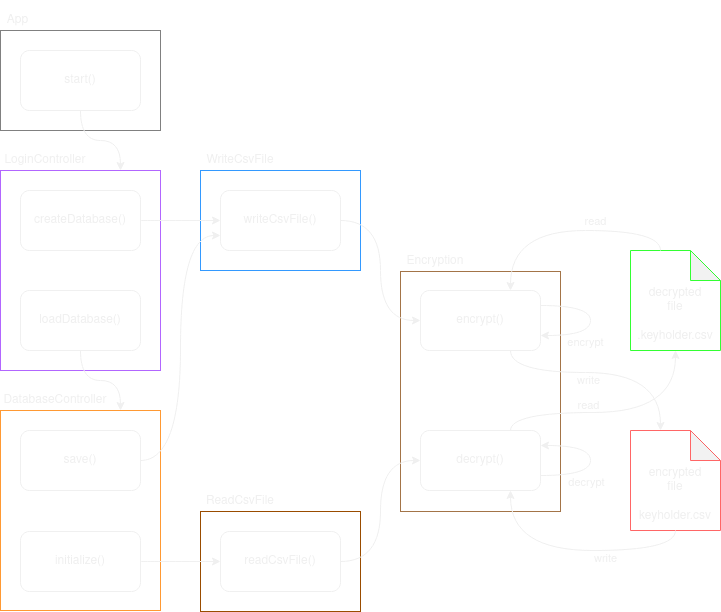 App
start()
LoginController
createDatabase()
loadDatabase()
WriteCsvFile
writeCsvFile()
DatabaseController
save()
initialize()
ReadCsvFile
readCsvFile()
Encryption
encrypt()
encrypt
decrypt()
decrypt
read
write
read
write
decrypted
file
keyholder.csv
encrypted
file
keyholder.csv